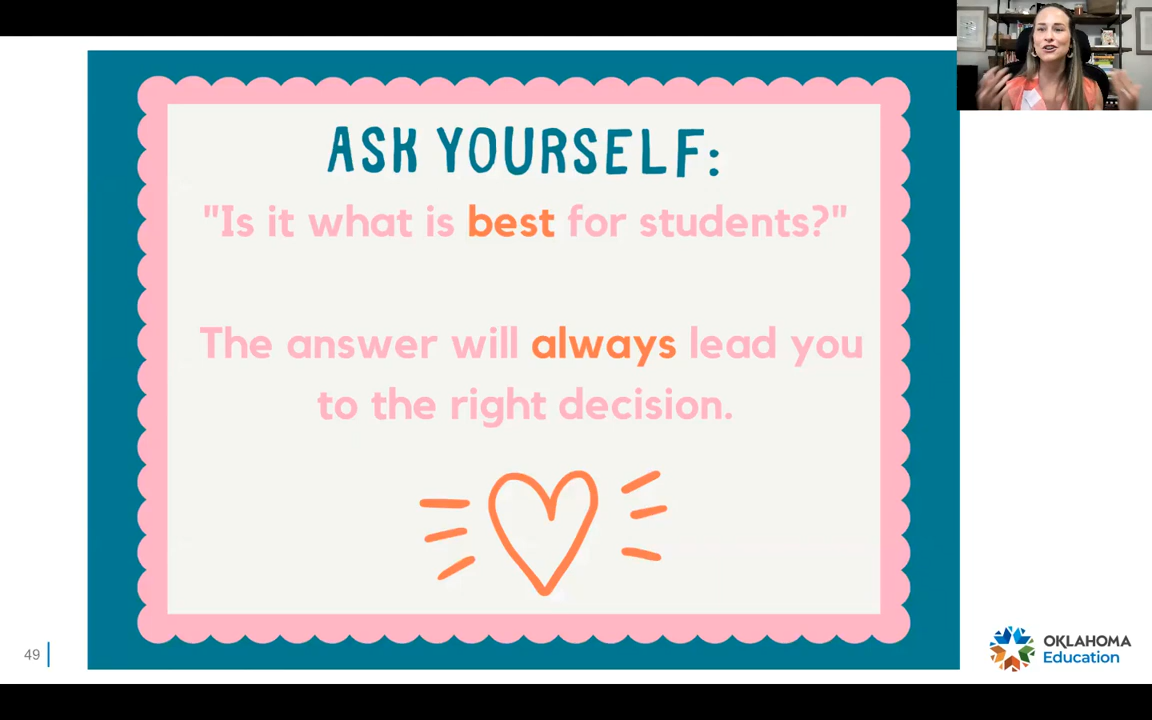 ASK YOURSELF:
"Is it what is best for students?"
The answer will always lead you
to the right decision.
49
OKLAHOMA
Education